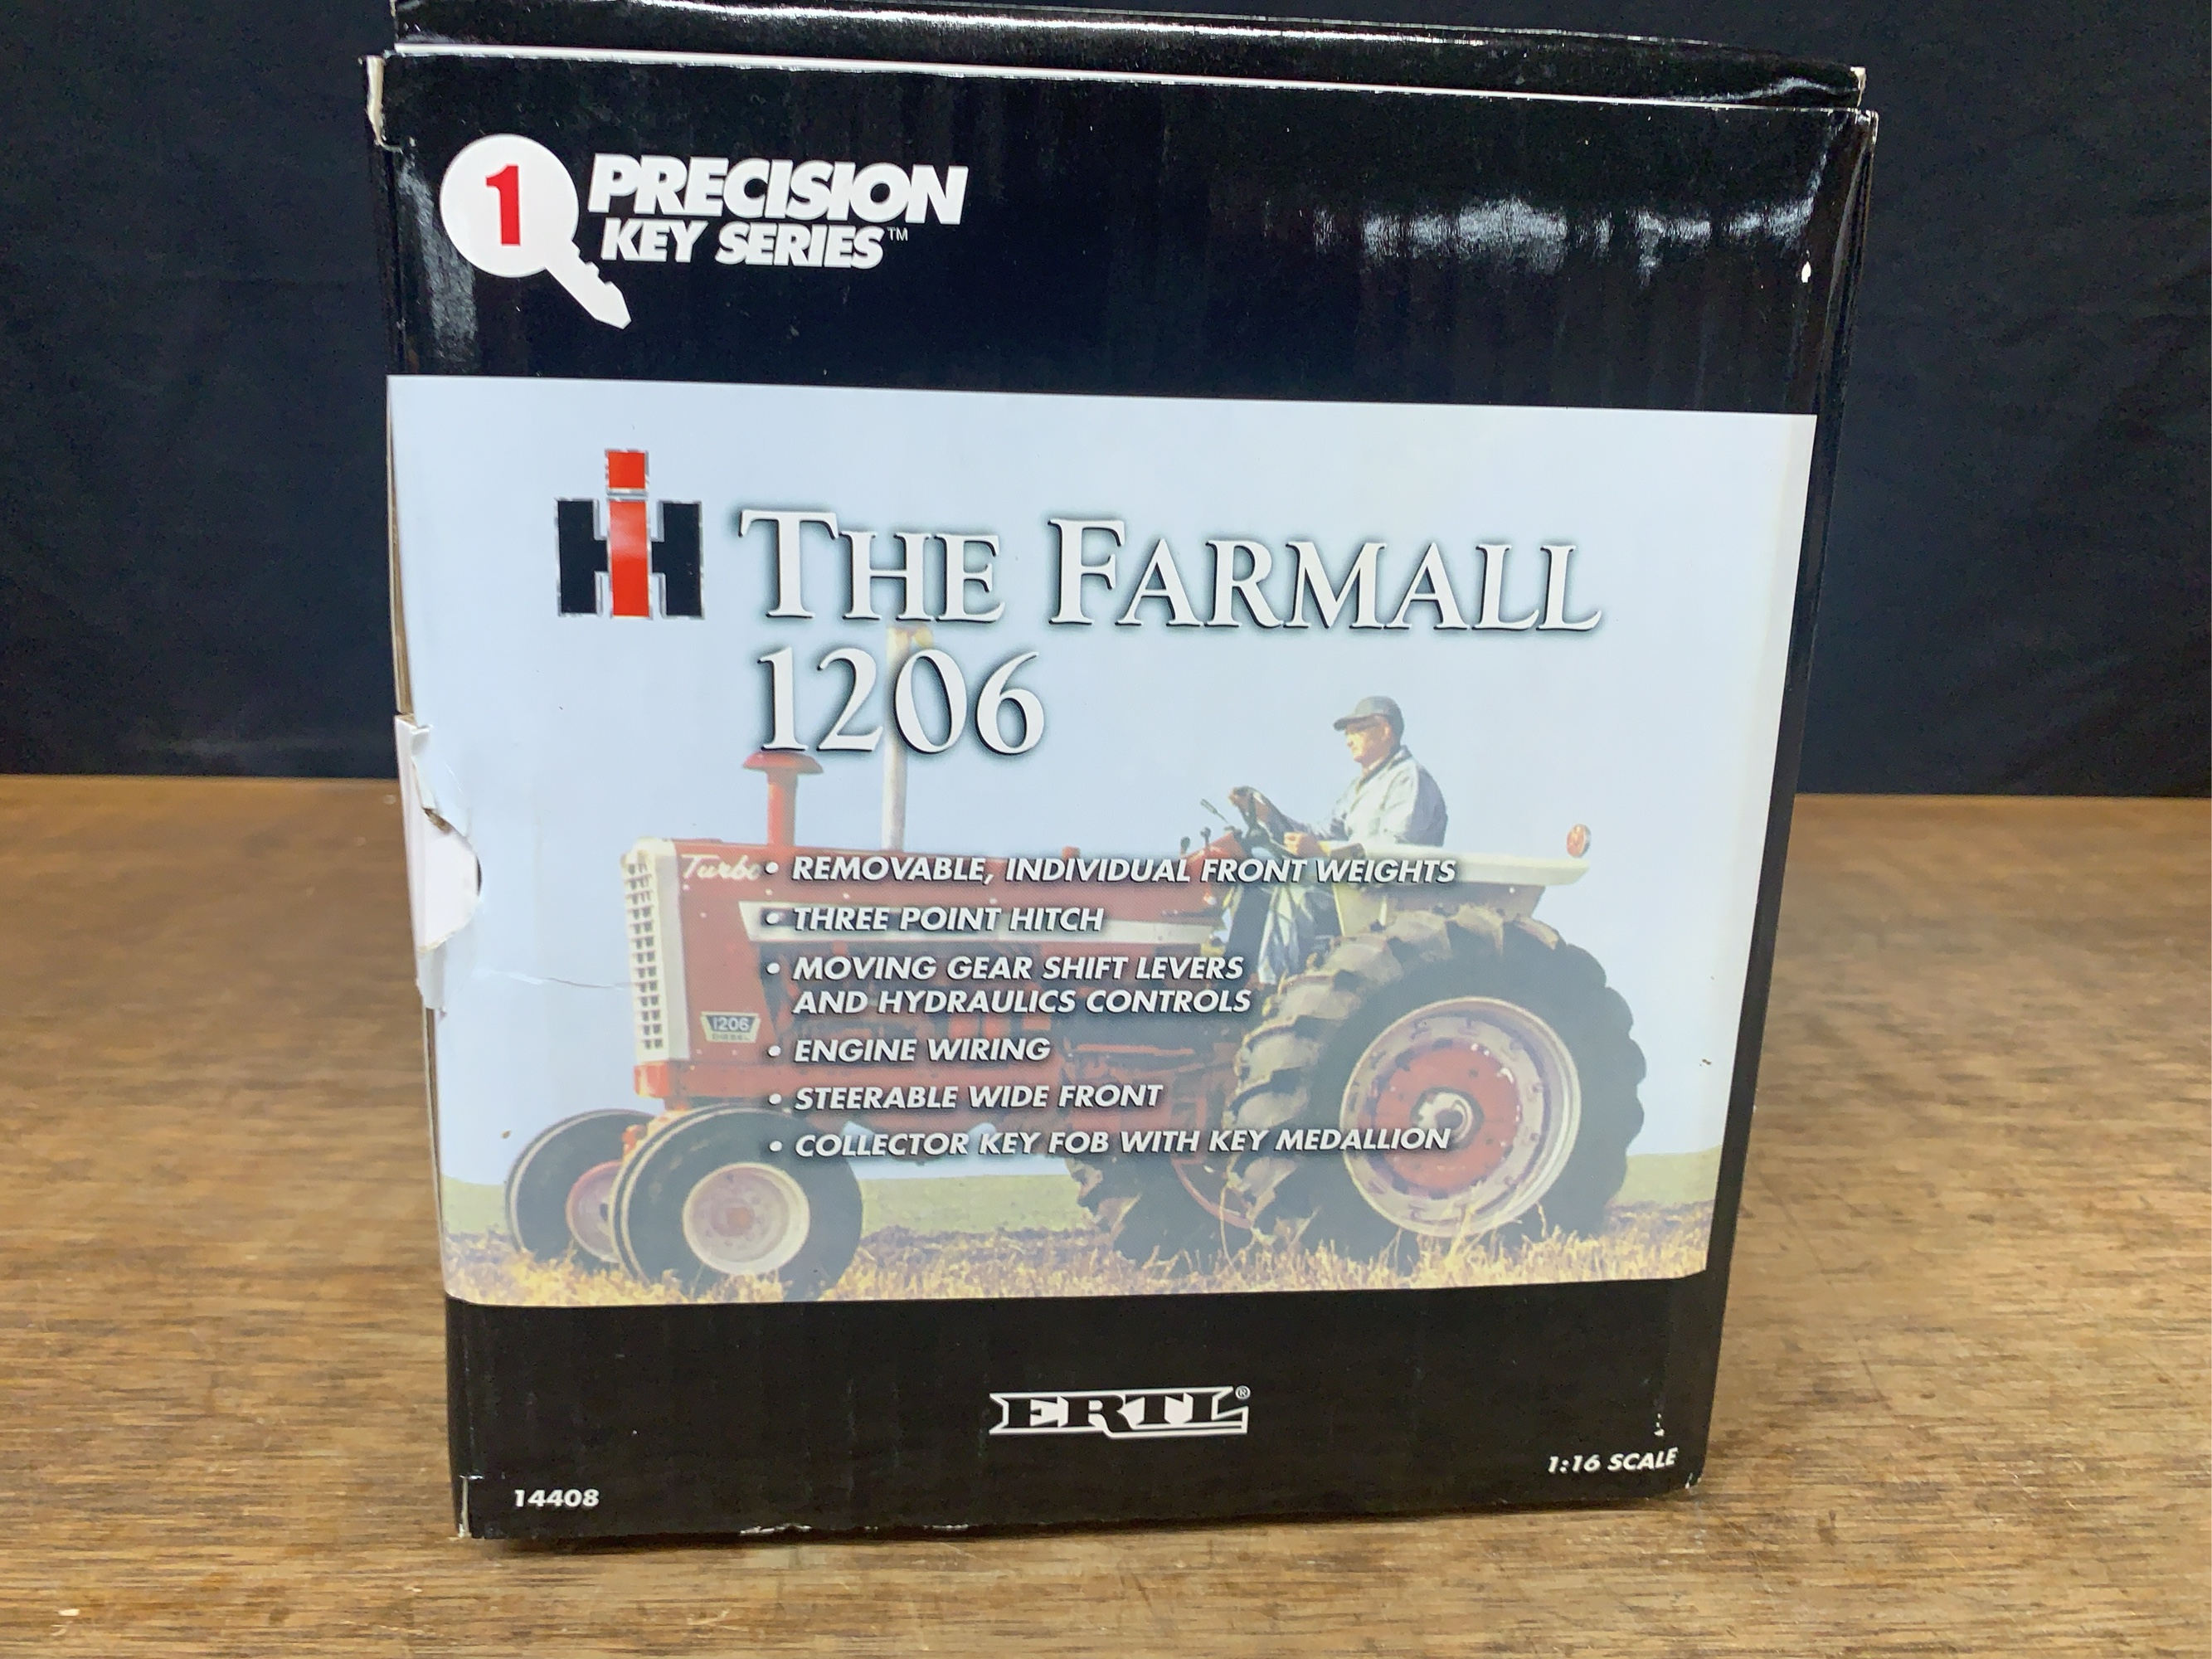 1 PRECISION
KEY SERIES™
IH THE FARMALL
1206
Turbo
• REMOVABLE, INDIVIDUAL FRONT WEIGHTS
• THREE POINT HITCH
• MOVING GEAR SHIFT LEVERS
AND HYDRAULICS CONTROLS
1206
DIESEL
• ENGINE WIRING
• STEERABLE WIDE FRONT
• COLLECTOR KEY FOB WITH KEY MEDALLION
ERTL®
1:16 SCALE
14408